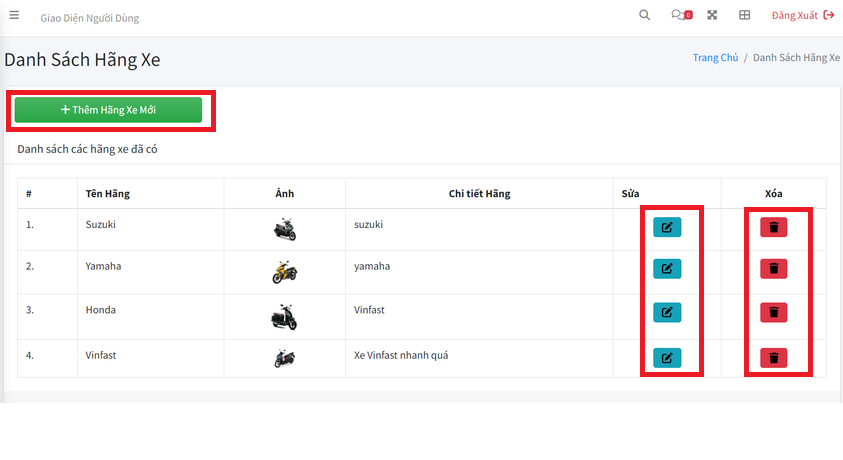 Giao Diện Người Dùng
0
Đăng Xuất
Danh Sách Hãng Xe
Trang Chủ / Danh Sách Hãng Xe
+ Thêm Hãng Xe Mới
Danh sách các hãng xe đã có
# Tên Hãng Ảnh Chi tiết Hãng Sửa Xóa
1. Suzuki suzuki
2. Yamaha yamaha
3. Honda Vinfast
4. Vinfast Xe Vinfast nhanh quá